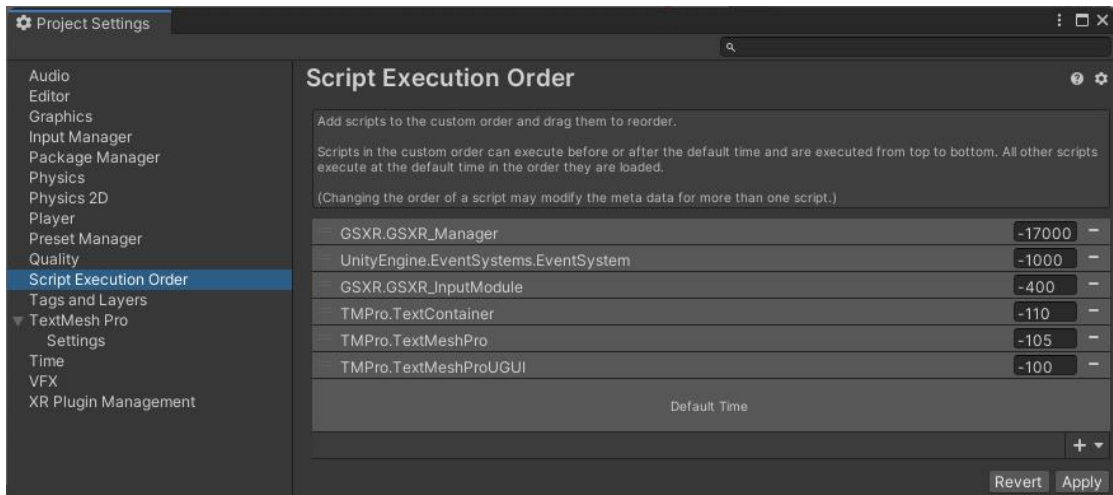 Project Settings
Audio
Editor
Graphics
Input Manager
Package Manager
Physics
Physics 2D
Player
Preset Manager
Quality
Script Execution Order
Tags and Layers
TextMesh Pro
Settings
Time
VFX
XR Plugin Management
Script Execution Order
Add scripts to the custom order and drag them to reorder.
Scripts in the custom order can execute before or after the default time and are executed from top to bottom. All other scripts
execute at the default time in the order they are loaded.
(Changing the order of a script may modify the meta data for more than one script.)
GSXR.GSXR_Manager -17000
UnityEngine.EventSystems.EventSystem -1000
GSXR.GSXR_InputModule -400
TMPro.TextContainer -110
TMPro.TextMeshPro -105
TMPro.TextMeshProUGUI -100
Default Time
Revert Apply